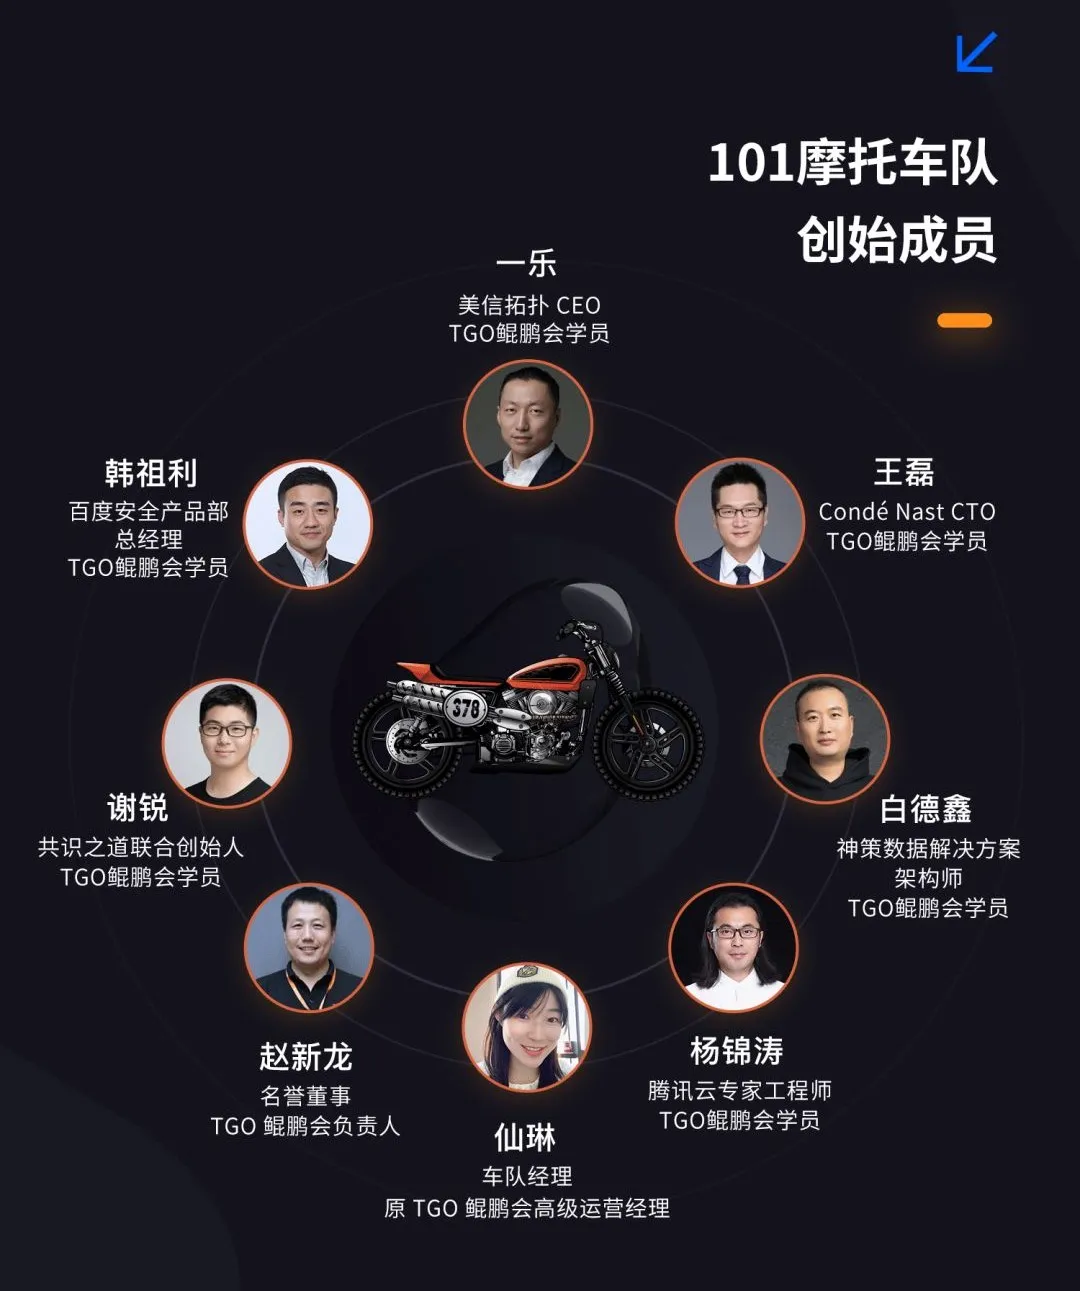 101摩托车队
创始成员
一乐
美信拓扑 CEO
TGO鲲鹏会学员
韩祖利
百度安全产品部
总经理
TGO鲲鹏会学员
王磊
Condé Nast CTO
TGO鲲鹏会学员
378
谢锐
共识之道联合创始人
TGO鲲鹏会学员
白德鑫
神策数据解决方案
架构师
TGO鲲鹏会学员
赵新龙
名誉董事
TGO 鲲鹏会负责人
杨锦涛
腾讯云专家工程师
TGO鲲鹏会学员
仙琳
车队经理
原 TGO 鲲鹏会高级运营经理